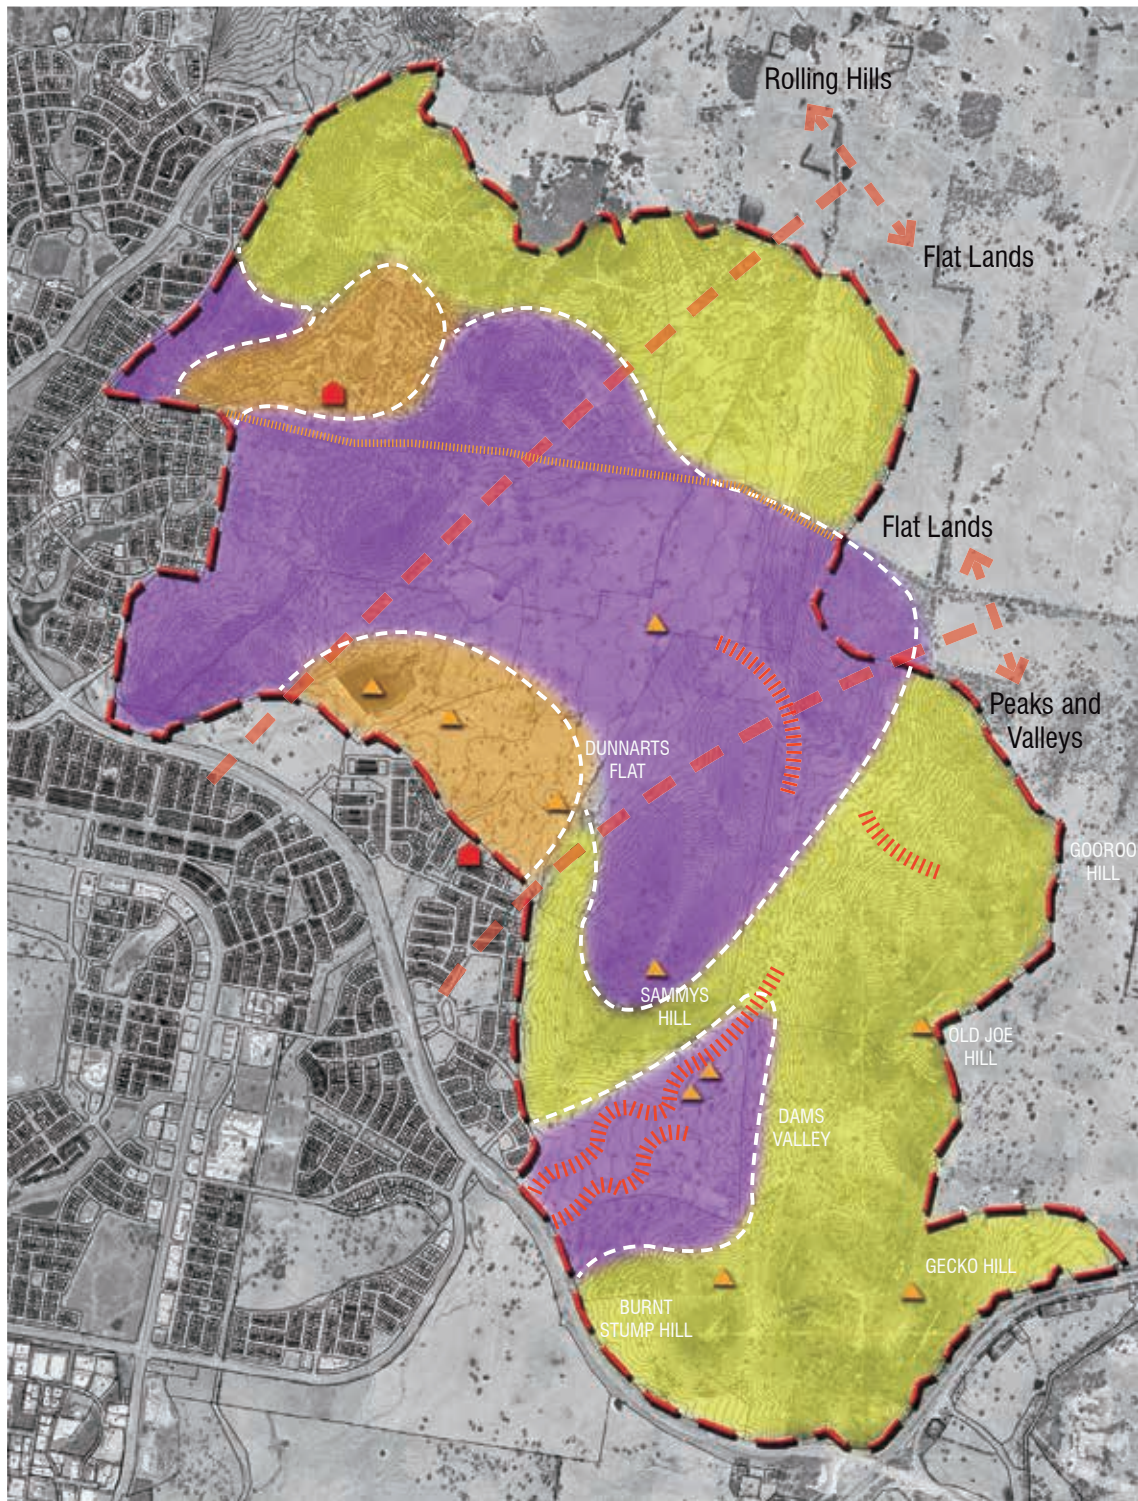 Rolling Hills
Flat Lands
Flat Lands
Peaks and
Valleys
DUNNARTS
FLAT
GOOROO
HILL
SAMMYS
HILL
OLD JOE
HILL
DAMS
VALLEY
GECKO HILL
BURNT
STUMP HILL